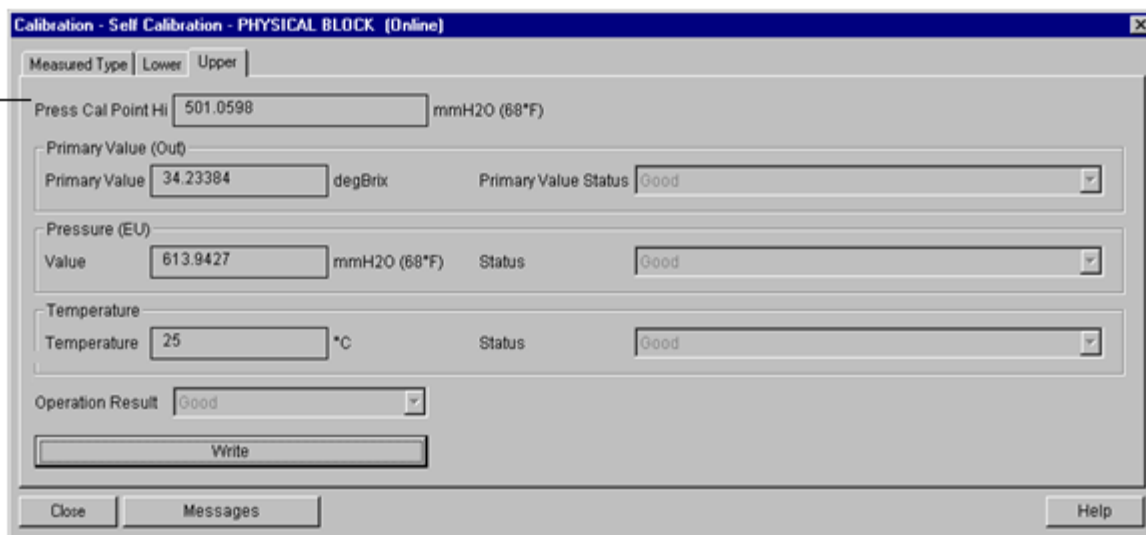 Calibration - Self Calibration - PHYSICAL BLOCK (Online)
Measured Type Lower Upper
Press Cal Point Hi 501.0598 mmH2O (68°F)
Primary Value (Out)
Primary Value 34.23384 degBrix Primary Value Status Good
Pressure (EU)
Value 613.9427 mmH2O (68°F) Status Good
Temperature
Temperature 25 °C Status Good
Operation Result Good
Write
Close Messages Help